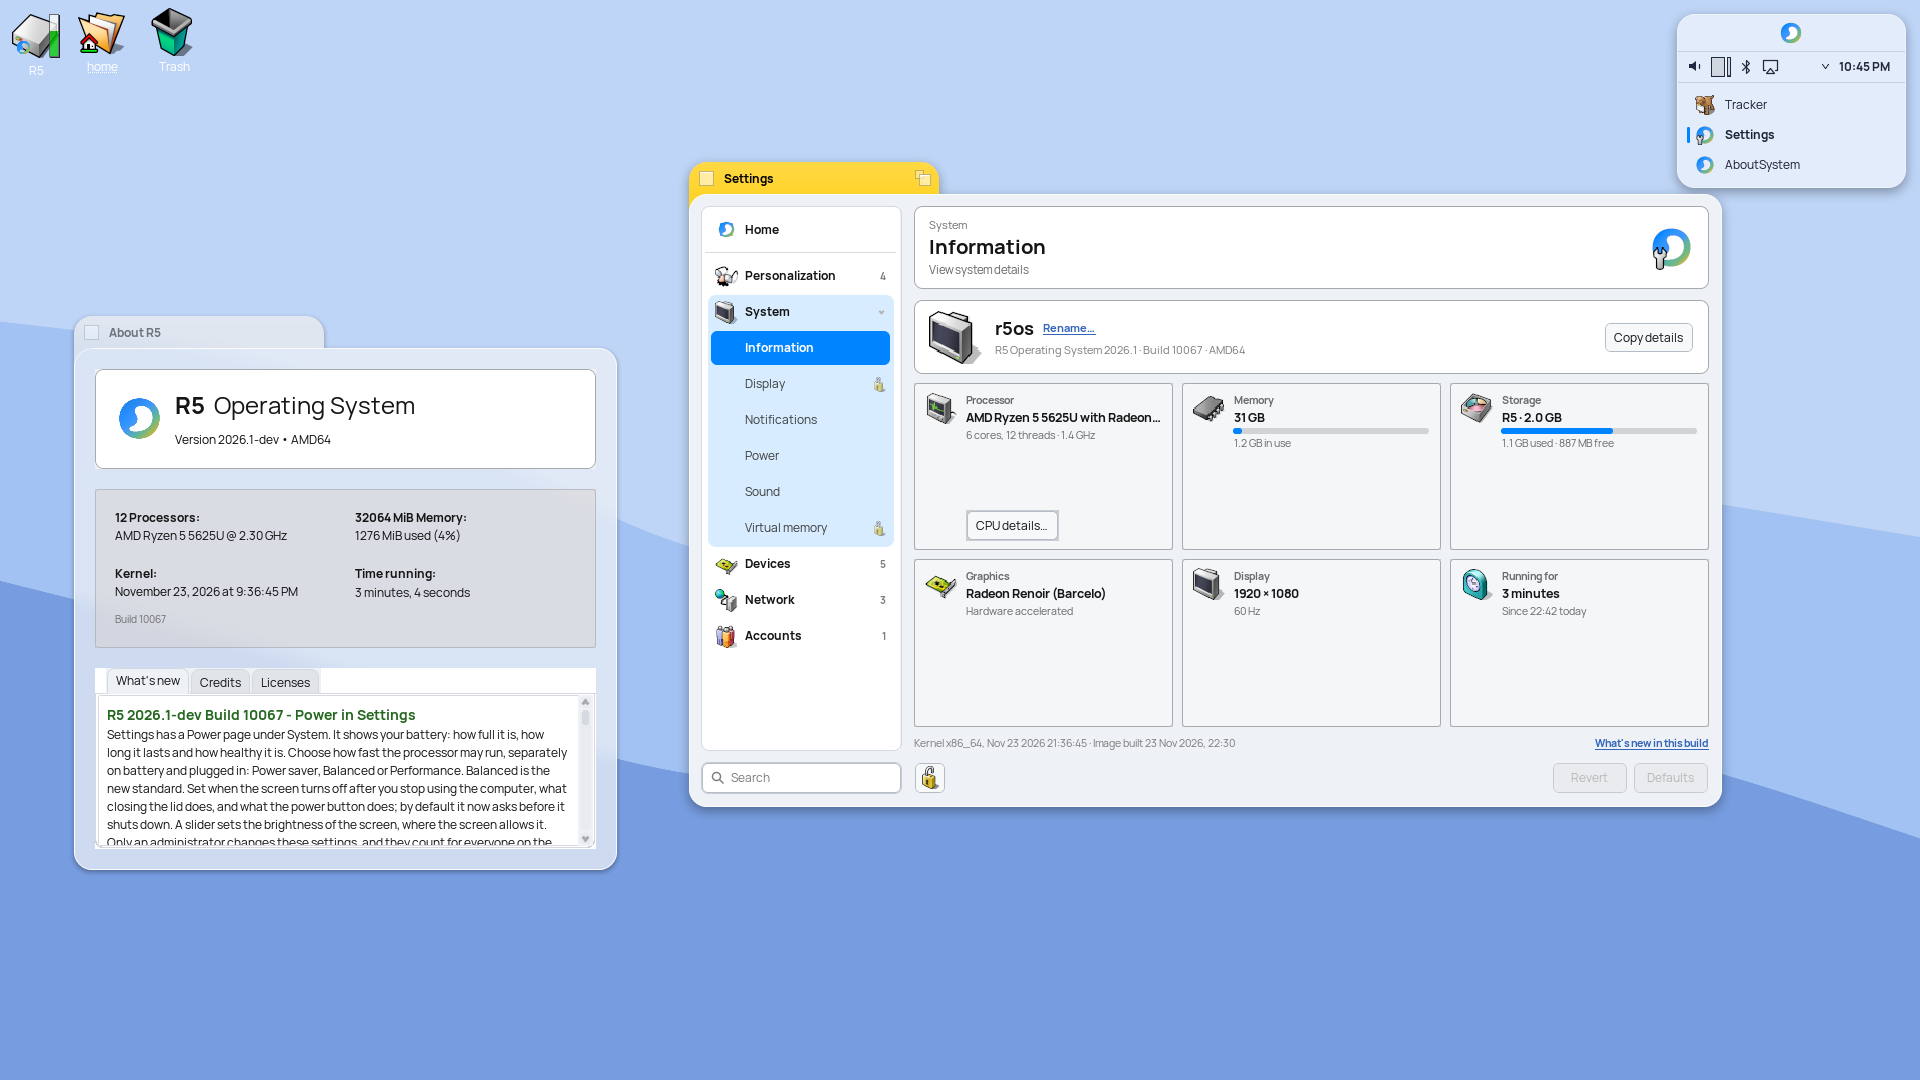 R5
home
Trash
10:45 PM
Tracker
Settings
AboutSystem
Settings
Home
Personalization 4
System
Information
Display
Notifications
Power
Sound
Virtual memory
Devices 5
Network 3
Accounts 1
Search
System
Information
View system details
r5os Rename...
R5 Operating System 2026.1 · Build 10067 · AMD64
Copy details
Processor
AMD Ryzen 5 5625U with Radeon...
6 cores, 12 threads · 1.4 GHz
CPU details...
Memory
31 GB
1.2 GB in use
Storage
R5 · 2.0 GB
1.1 GB used · 887 MB free
Graphics
Radeon Renoir (Barcelo)
Hardware accelerated
Display
1920 × 1080
60 Hz
Running for
3 minutes
Since 22:42 today
Kernel x86_64, Nov 23 2026 21:36:45 · Image built 23 Nov 2026, 22:30
What's new in this build
Revert
Defaults
About R5
R5 Operating System
Version 2026.1-dev • AMD64
12 Processors:
AMD Ryzen 5 5625U @ 2.30 GHz
32064 MiB Memory:
1276 MiB used (4%)
Kernel:
November 23, 2026 at 9:36:45 PM
Time running:
3 minutes, 4 seconds
Build 10067
What's new
Credits
Licenses
R5 2026.1-dev Build 10067 - Power in Settings
Settings has a Power page under System. It shows your battery: how full it is, how
long it lasts and how healthy it is. Choose how fast the processor may run, separately
on battery and plugged in: Power saver, Balanced or Performance. Balanced is the
new standard. Set when the screen turns off after you stop using the computer, what
closing the lid does, and what the power button does; by default it now asks before it
shuts down. A slider sets the brightness of the screen, where the screen allows it.
Only an administrator changes these settings, and they count for everyone on the